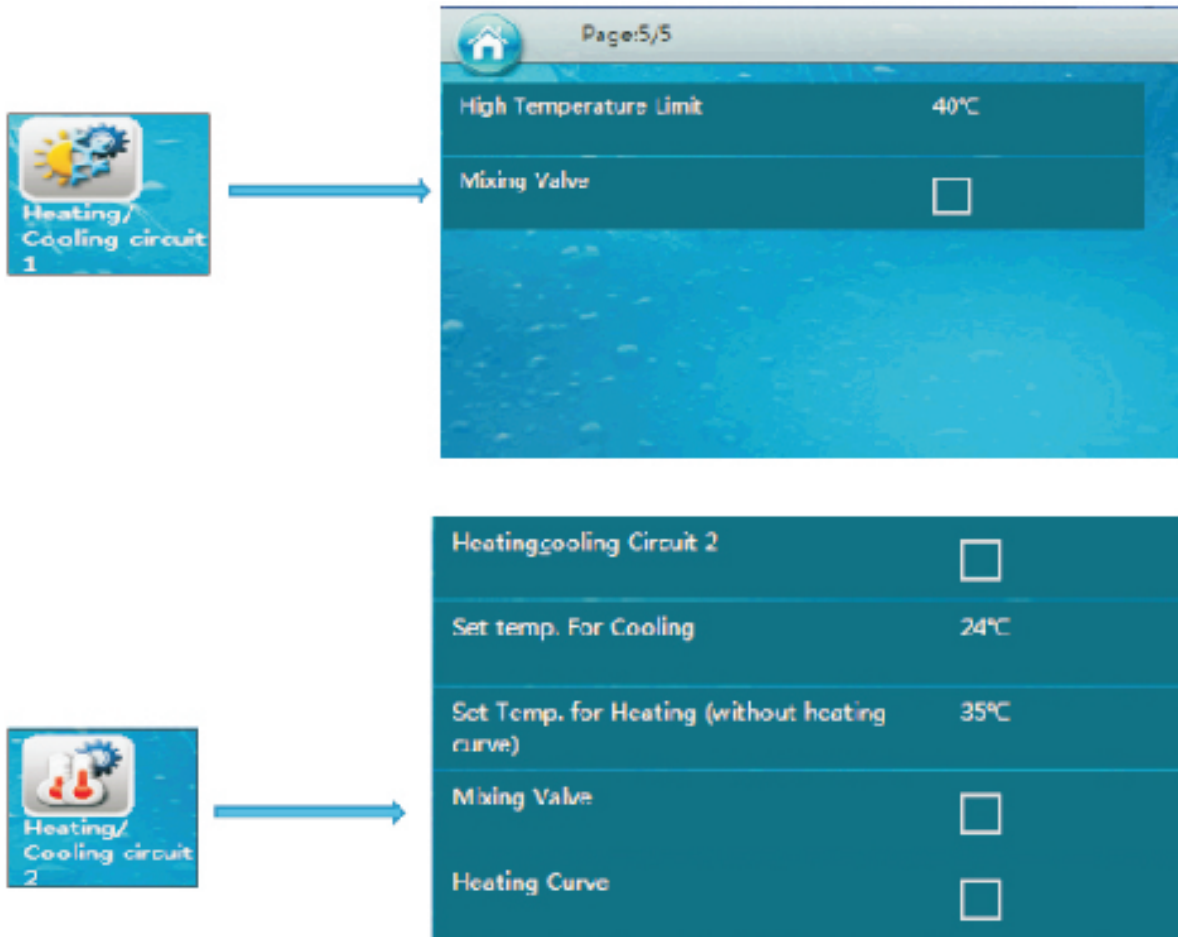 Page:5/5
High Temperature Limit 40℃
Mixing Valve
Heating/
Cooling circuit
1
Heatingcooling Circuit 2
Set temp. For Cooling 24℃
Set Temp. for Heating (without heating 35℃
curve)
Mixing Valve
Heating Curve
Heating/
Cooling circuit
2